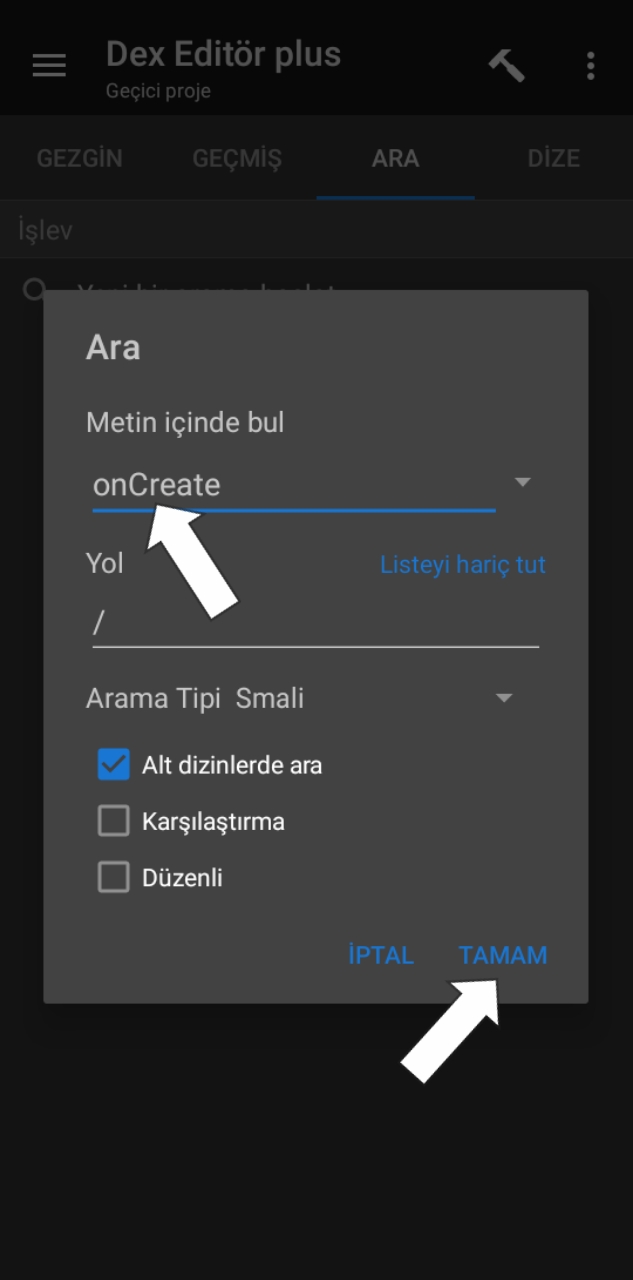 Dex Editör plus
Geçici proje
GEZGİN GEÇMİŞ ARA DİZE
İşlev
Ara
Metin içinde bul
onCreate
Yol Listeyi hariç tut
/
Arama Tipi Smali
Alt dizinlerde ara
Karşılaştırma
Düzenli
İPTAL TAMAM